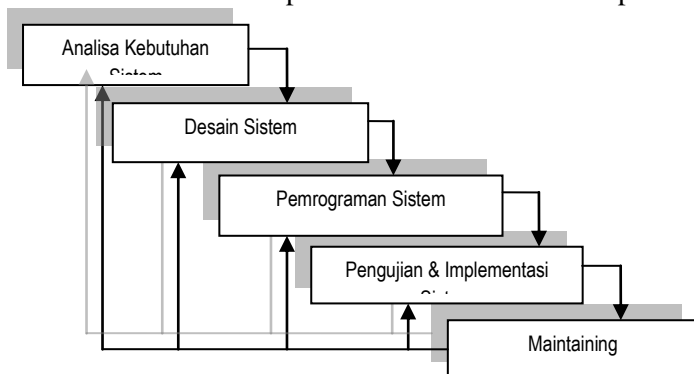 Analisa Kebutuhan
Desain Sistem
Pemrograman Sistem
Pengujian & Implementasi
Maintaining